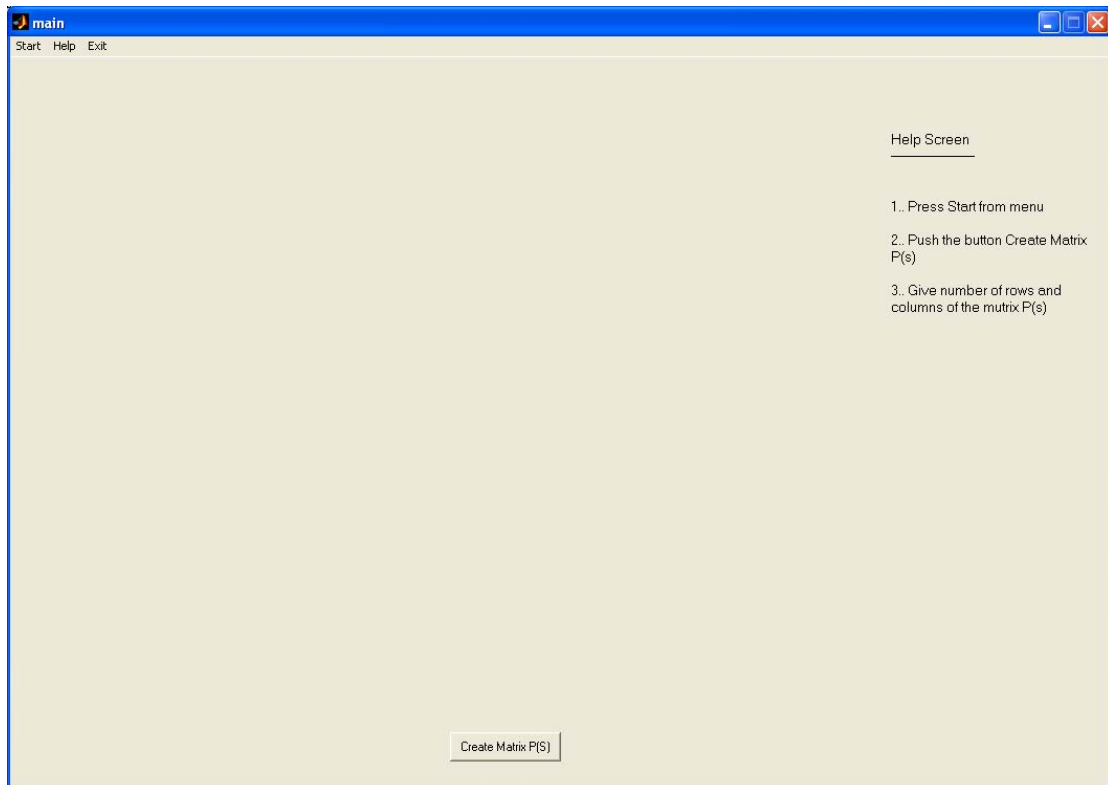 main
Start Help Exit
Help Screen
1.. Press Start from menu
2.. Push the button Create Matrix
P(s)
3.. Give number of rows and
columns of the mutrix P(s)
Create Matrix P(S)